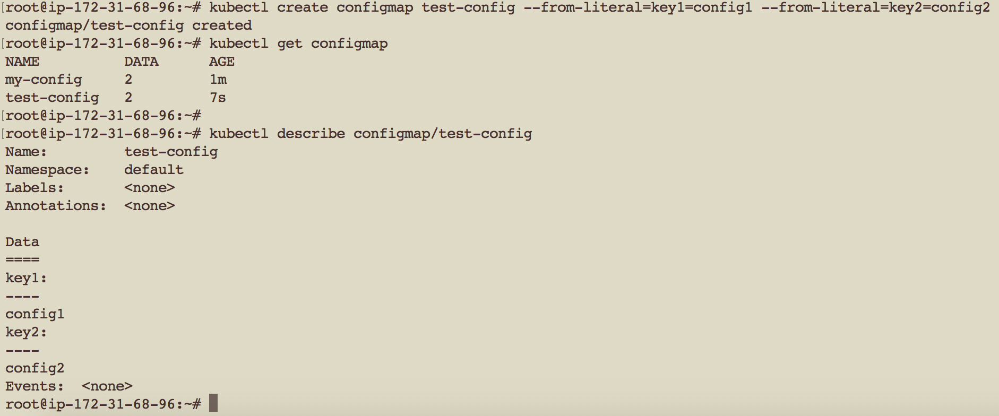 [root@ip-172-31-68-96:~# kubectl create configmap test-config --from-literal=key1=config1 --from-literal=key2=config2
configmap/test-config created
[root@ip-172-31-68-96:~# kubectl get configmap
NAME          DATA      AGE
my-config     2         1m
test-config   2         7s
[root@ip-172-31-68-96:~#
[root@ip-172-31-68-96:~# kubectl describe configmap/test-config
Name:         test-config
Namespace:    default
Labels:       <none>
Annotations:  <none>

Data
====
key1:
----
config1
key2:
----
config2
Events:  <none>
root@ip-172-31-68-96:~#